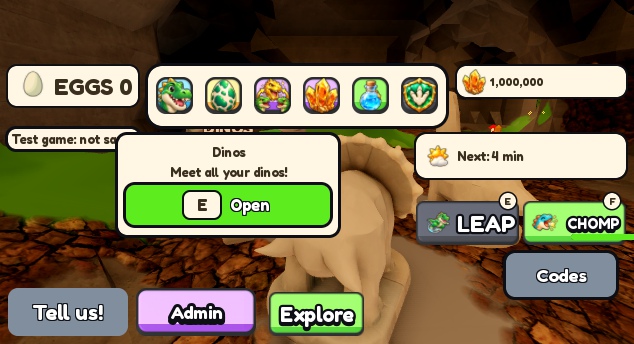 EGGS 0
1,000,000
Test game: not sa
DINOS
Dinos
Meet all your dinos!
E Open
Next: 4 min
E
LEAP
F
CHOMP
Codes
Tell us!
Admin
Explore